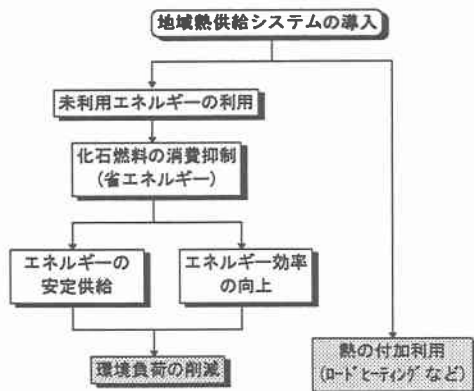 地域熱供給システムの導入
未利用エネルギーの利用
化石燃料の消費抑制
(省エネルギー)
エネルギーの
安定供給
エネルギー効率
の向上
環境負荷の削減
熱の付加利用
(ﾛｰﾄﾞﾋｰﾃｨﾝｸﾞなど)